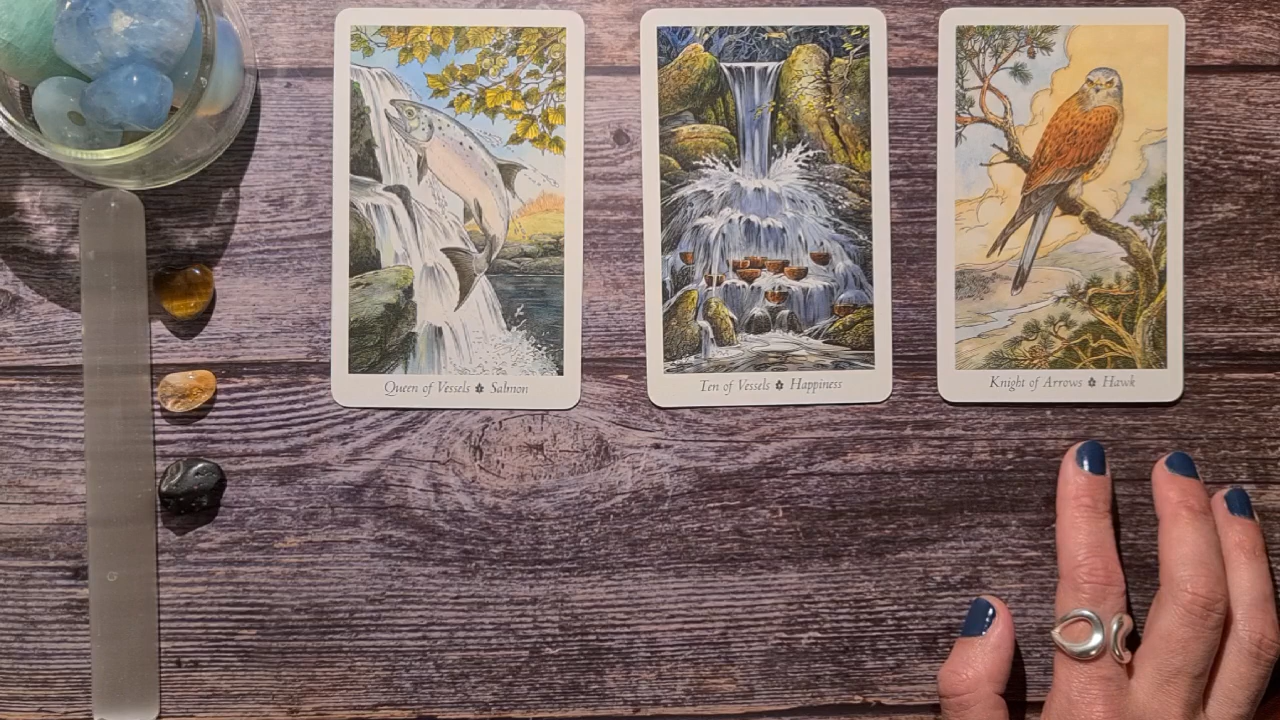 Queen of Vessels ✽ Salmon
Ten of Vessels ✽ Happiness
Knight of Arrows ✽ Hawk